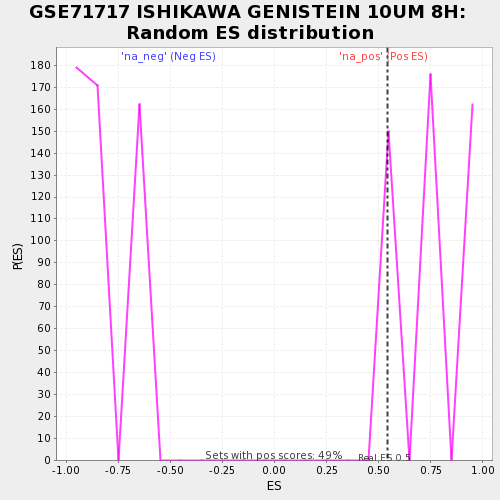 GSE71717 ISHIKAWA GENISTEIN 10UM 8H:
Random ES distribution
'na_neg' (Neg ES)
'na_pos' (Pos ES)
P(ES)
180
170
160
150
140
130
120
110
100
90
80
70
60
50
40
30
20
10
0
Sets with pos scores: 49%
Real ES 0.5
-1.00 -0.75 -0.50 -0.25 0.00 0.25 0.50 0.75 1.00
ES